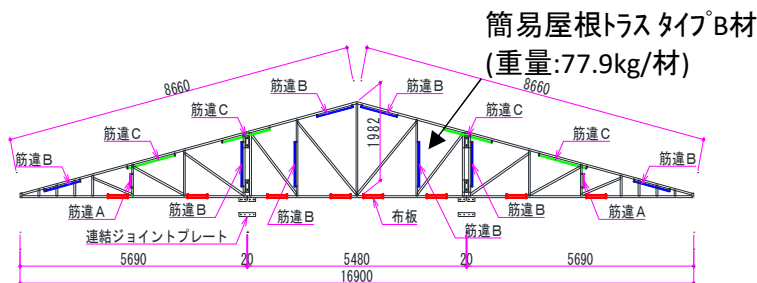 簡易屋根トラス タイプB材
(重量:77.9kg/材)
8660
8660
筋違B
筋違B
筋違C
筋違C
筋違C
筋違C
1982
筋違B
筋違B
筋違A
筋違B
筋違B
布板
筋違B
筋違B
筋違A
連結ジョイントプレート
5690
20
5480
20
5690
16900